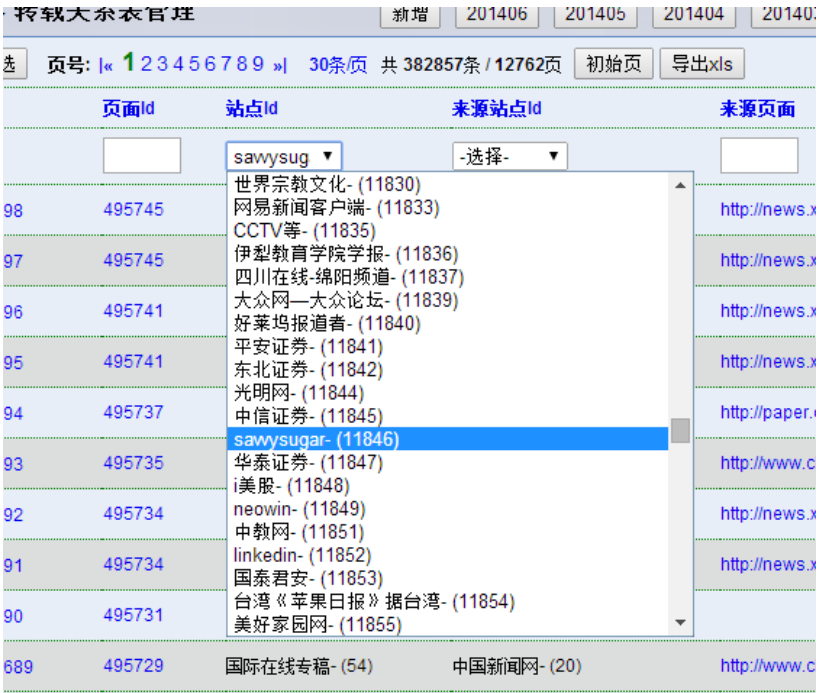 转载关系表管理 新增 201406 201405 201404 201403
选 页号: |« 1 2 3 4 5 6 7 8 9 »| 30条/页 共 382857条 / 12762页 初始页 导出xls
页面Id 站点Id 来源站点Id 来源页面
savvysug ▼ -选择- ▼
世界宗教文化- (11830)
98 495745 网易新闻客户端- (11833) http://news.x
CCTV等- (11835)
伊犁教育学院学报- (11836)
97 495745 四川在线-绵阳频道- (11837) http://news.x
大众网—大众论坛- (11839)
96 495741 好莱坞报道者- (11840) http://news.x
平安证券- (11841)
95 495741 东北证券- (11842) http://news.x
光明网- (11844)
94 495737 中信证券- (11845) http://paper.
savvysugar- (11846)
93 495735 华泰证券- (11847) http://www.c
i美股- (11848)
92 495734 neowin- (11849) http://news.x
中教网- (11851)
91 495734 linkedin- (11852) http://news.x
国泰君安- (11853)
台湾《苹果日报》据台湾- (11854)
90 495731 美好家园网- (11855) http://news.x
689 495729 国际在线专稿- (54) 中国新闻网- (20) http://www.c